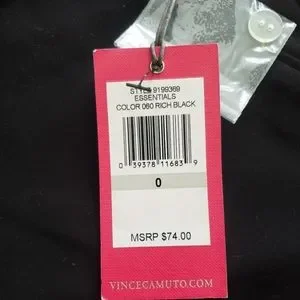 STYLE 9199369
ESSENTIALS
COLOR 060 RICH BLACK
0 39378 11683 9
0
MSRP $74.00
VINCECAMUTO.COM